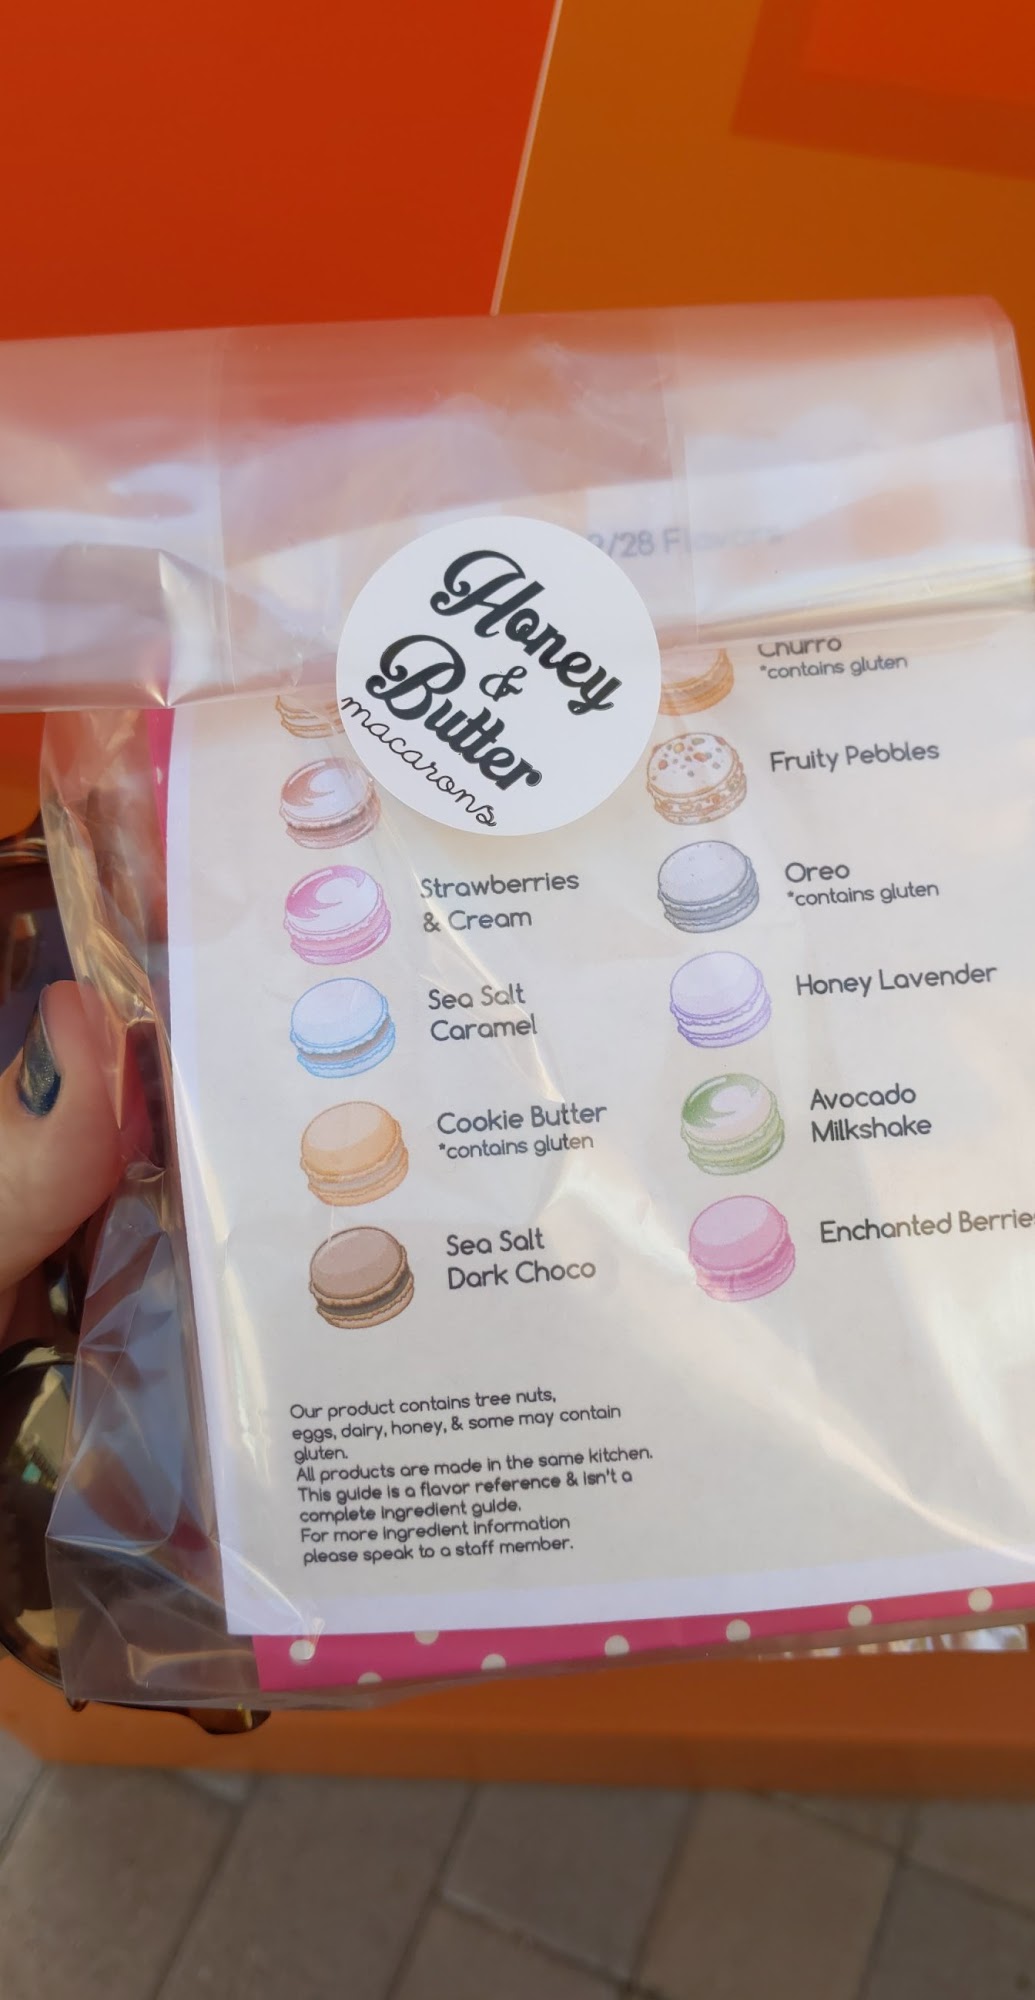 /28 Flavors
Honey
&
Butter
macarons
Strawberries
& Cream
Sea Salt
Caramel
Cookie Butter
*contains gluten
Sea Salt
Dark Choco
Churro
*contains gluten
Fruity Pebbles
Oreo
*contains gluten
Honey Lavender
Avocado
Milkshake
Enchanted Berrie
Our product contains tree nuts,
eggs, dairy, honey, & some may contain
gluten.
All products are made in the same kitchen.
This guide is a flavor reference & isn't a
complete ingredient guide.
For more ingredient information
please speak to a staff member.